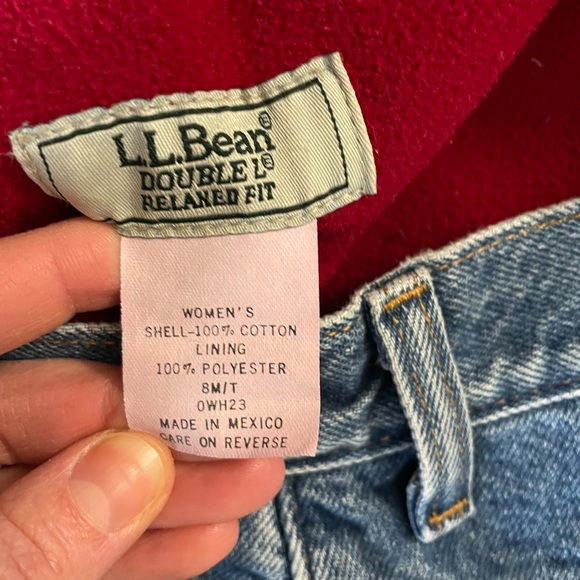 L.L.Bean®
DOUBLE L®
RELAXED FIT
WOMEN'S
SHELL-100% COTTON
LINING
100% POLYESTER
8M/T
0WH23
MADE IN MEXICO
CARE ON REVERSE